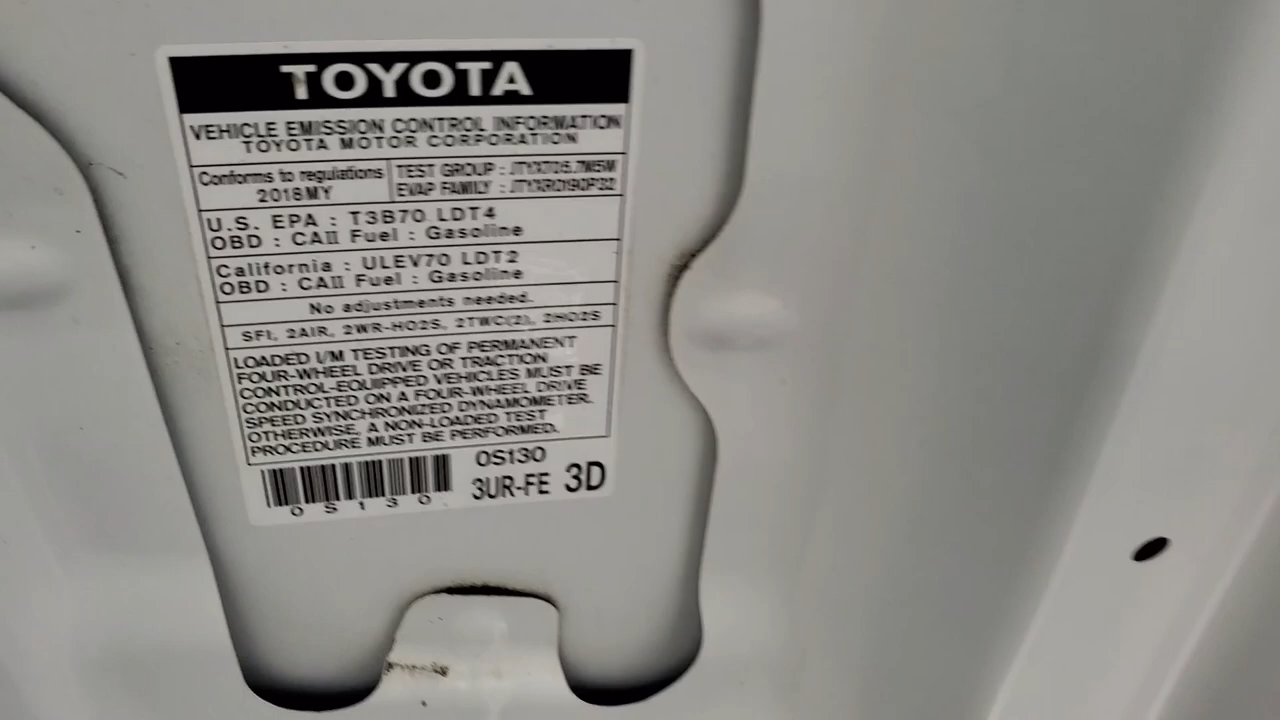 TOYOTA
VEHICLE EMISSION CONTROL INFORMATION
TOYOTA MOTOR CORPORATION
Conforms to regulations
2018MY
TEST GROUP : JTYXT05.7M5W
EVAP FAMILY : JTYXR0190P32
U.S. EPA : T3B70 LDT4
OBD : CAII Fuel : Gasoline
California : ULEV70 LDT2
OBD : CAII Fuel : Gasoline
No adjustments needed.
SFI, 2AIR, 2WR-HO2S, 2TWC(2), 2HO2S
LOADED I/M TESTING OF PERMANENT
FOUR-WHEEL DRIVE OR TRACTION
CONTROL-EQUIPPED VEHICLES MUST BE
CONDUCTED ON A FOUR-WHEEL DRIVE
SPEED SYNCHRONIZED DYNAMOMETER.
OTHERWISE, A NON-LOADED TEST
PROCEDURE MUST BE PERFORMED.
0S130
0S130
3UR-FE 3D